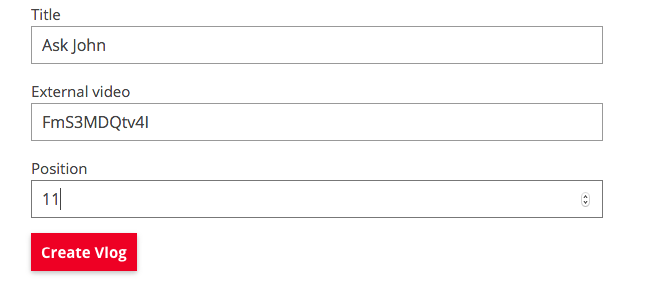 Title
Ask John
External video
FmS3MDQtv4I
Position
11
Create Vlog